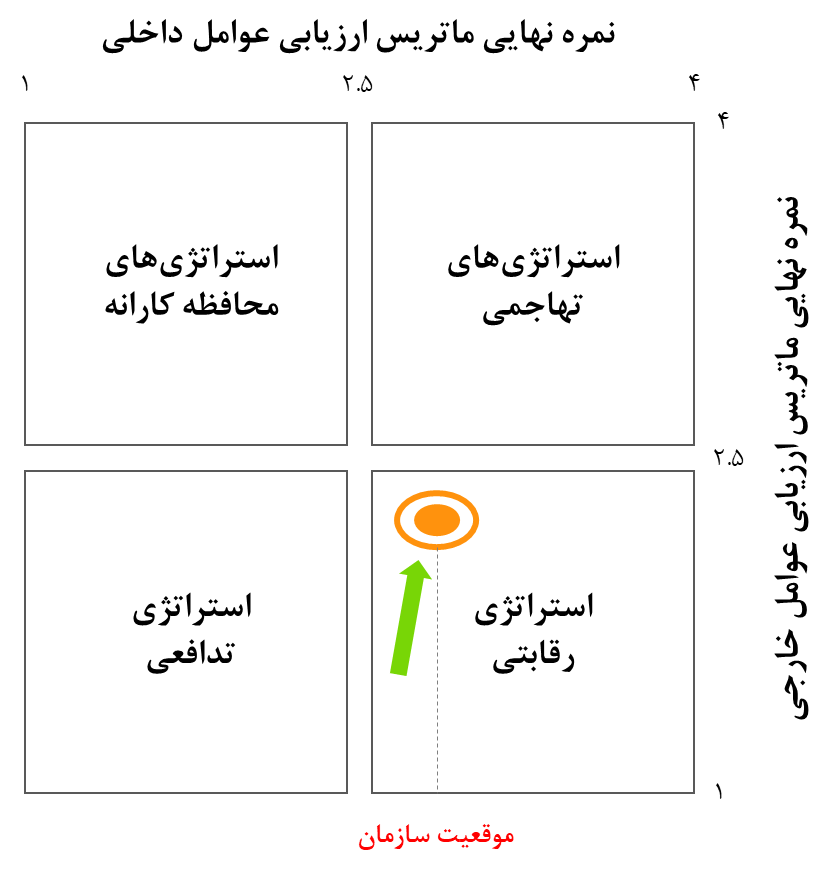 نمره نهایی ماتریس ارزیابی عوامل داخلی
۴
۲.۵
۱
۴
نمره نهایی ماتریس ارزیابی عوامل خارجی
استراتژی‌های
تهاجمی
استراتژی‌های
محافظه کارانه
۲.۵
استراتژی
رقابتی
استراتژی
تدافعی
۱
موقعیت سازمان